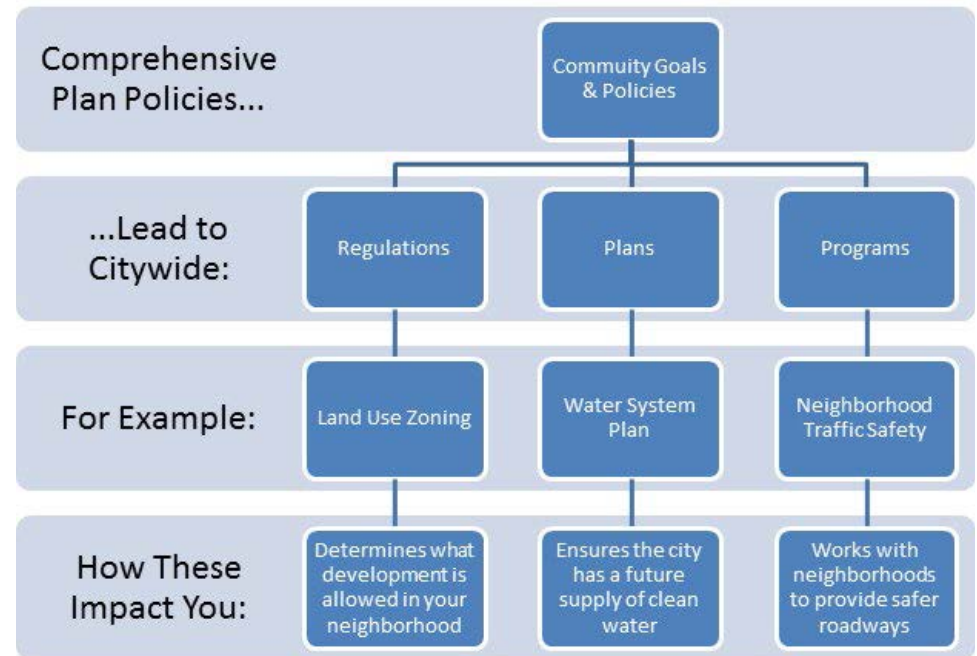 Comprehensive
Plan Policies...
Commuity Goals
& Policies
...Lead to
Citywide:
Regulations
Plans
Programs
For Example:
Land Use Zoning
Water System
Plan
Neighborhood
Traffic Safety
How These
Impact You:
Determines what
development is
allowed in your
neighborhood
Ensures the city
has a future
supply of clean
water
Works with
neighborhoods
to provide safer
roadways